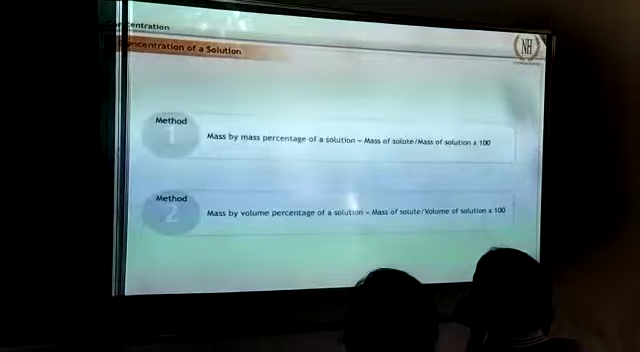 Concentration
Concentration of a Solution
NH
Method
1
Mass by mass percentage of a solution = Mass of solute/Mass of solution x 100
Method
2
Mass by volume percentage of a solution = Mass of solute/Volume of solution x 100